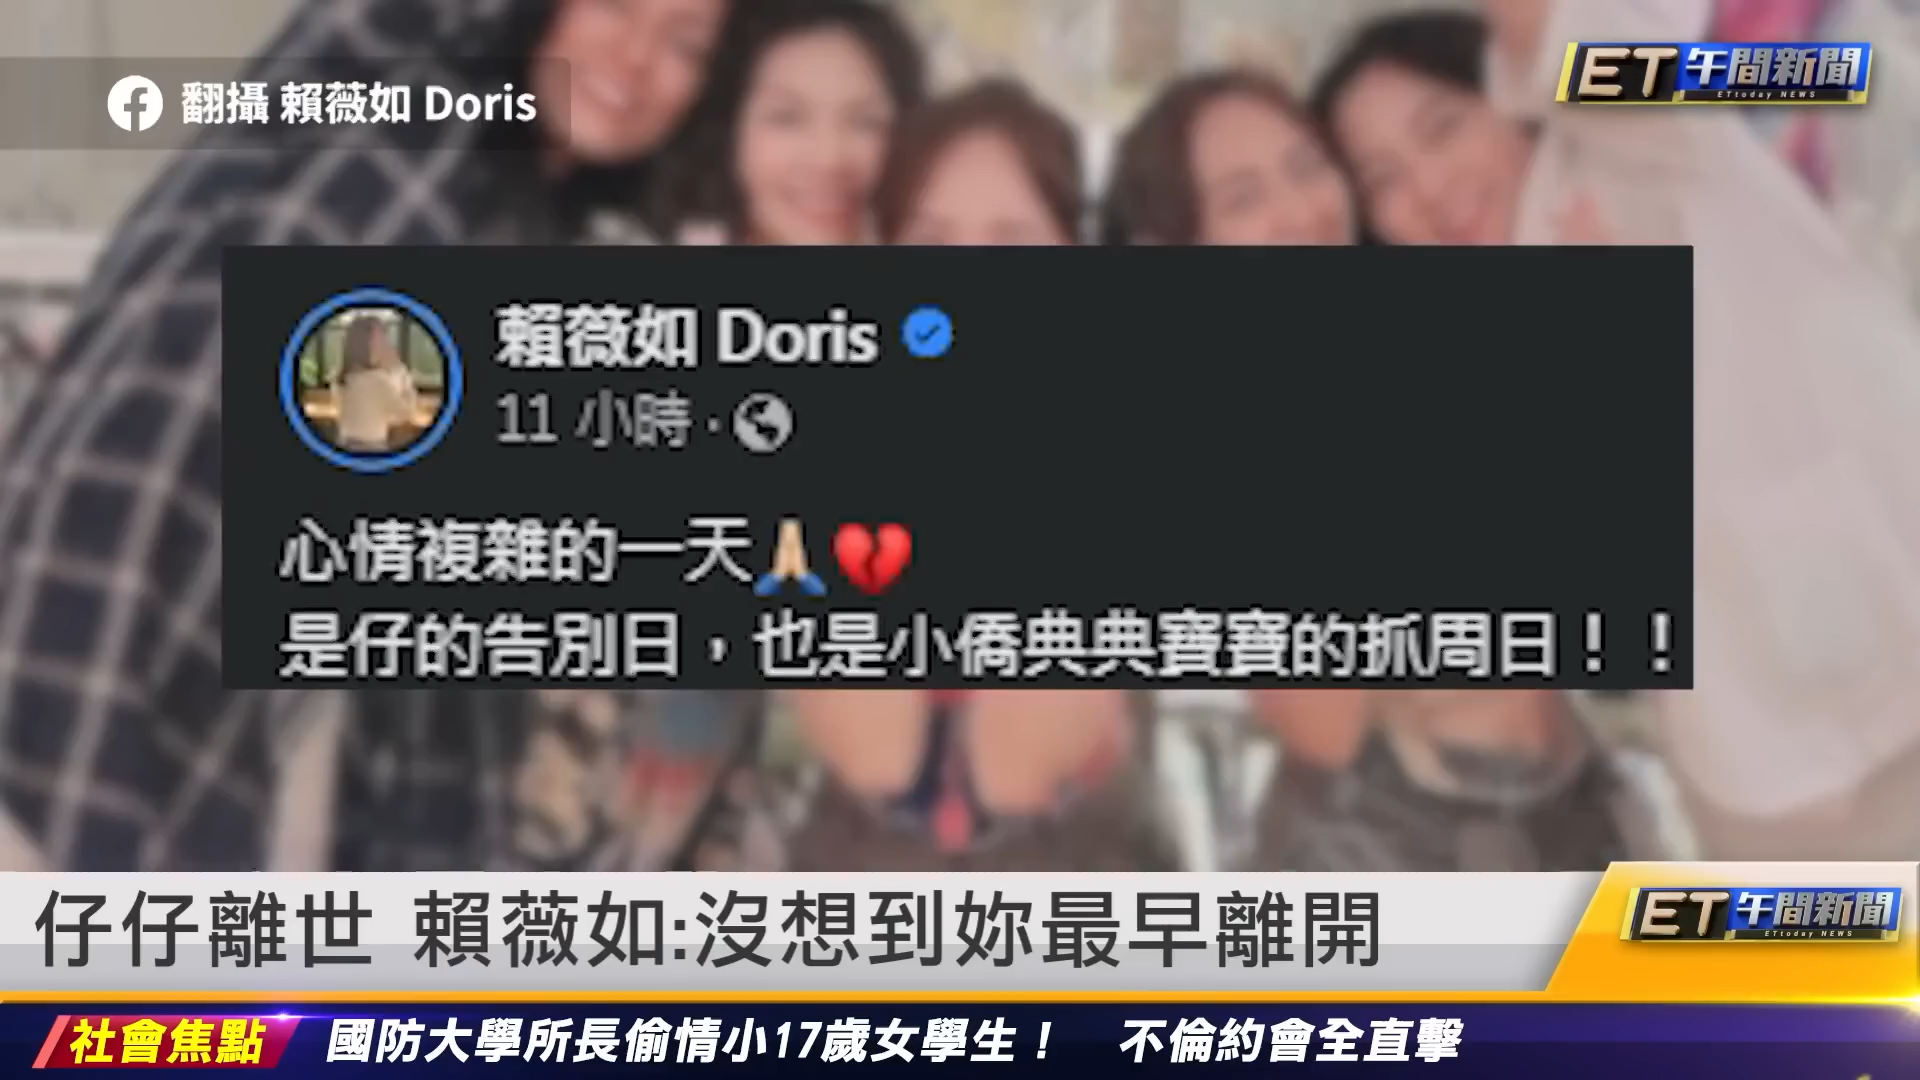 翻攝 賴薇如 Doris
ET午間新聞
ETtoday NEWS
賴薇如 Doris
11 小時 ·
心情複雜的一天🙏🏼💔
是仔的告別日，也是小僑典典寶寶的抓周日！！
仔仔離世 賴薇如:沒想到妳最早離開
ET午間新聞
ETtoday NEWS
社會焦點 國防大學所長偷情小17歲女學生！ 不倫約會全直擊